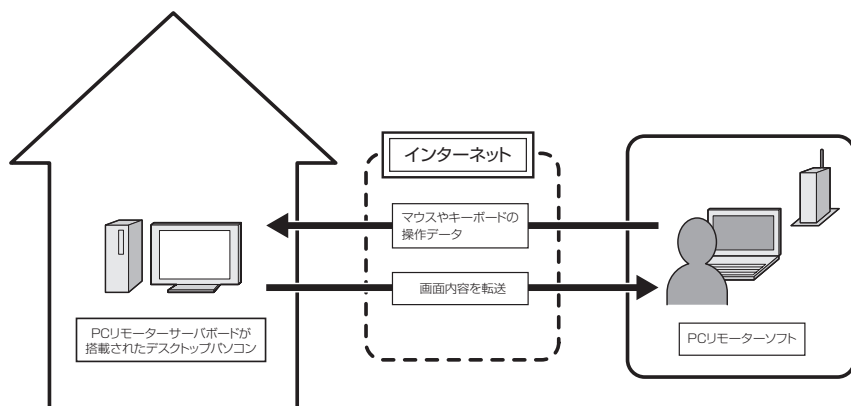 インターネット
マウスやキーボードの
操作データ
画面内容を転送
PCリモーターサーバボードが
搭載されたデスクトップパソコン
PCリモーターソフト